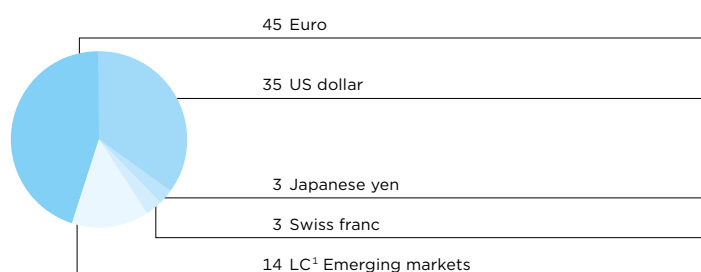 45 Euro
35 US dollar
3 Japanese yen
3 Swiss franc
14 LC¹ Emerging markets